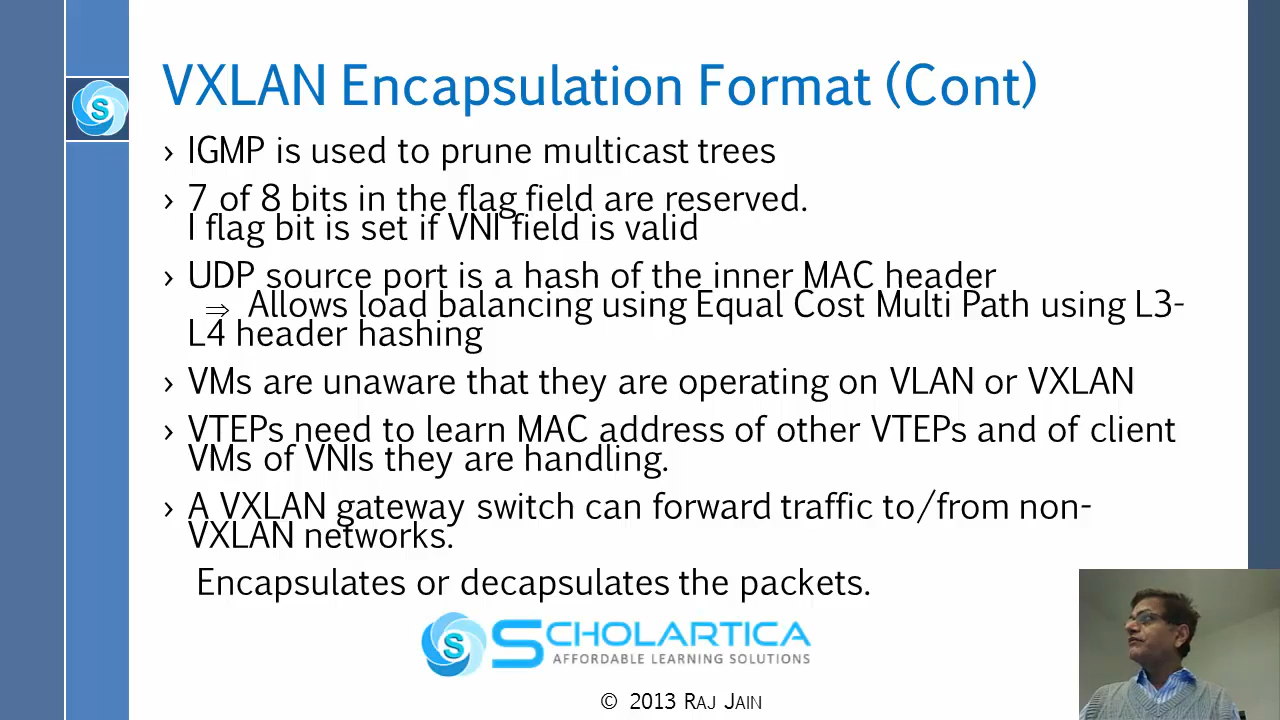 VXLAN Encapsulation Format (Cont)
› IGMP is used to prune multicast trees
› 7 of 8 bits in the flag field are reserved.
I flag bit is set if VNI field is valid
› UDP source port is a hash of the inner MAC header
⇒ Allows load balancing using Equal Cost Multi Path using L3-
L4 header hashing
› VMs are unaware that they are operating on VLAN or VXLAN
› VTEPs need to learn MAC address of other VTEPs and of client
VMs of VNIs they are handling.
› A VXLAN gateway switch can forward traffic to/from non-
VXLAN networks.
Encapsulates or decapsulates the packets.
S SCHOLARTICA
AFFORDABLE LEARNING SOLUTIONS
© 2013 RAJ JAIN
S